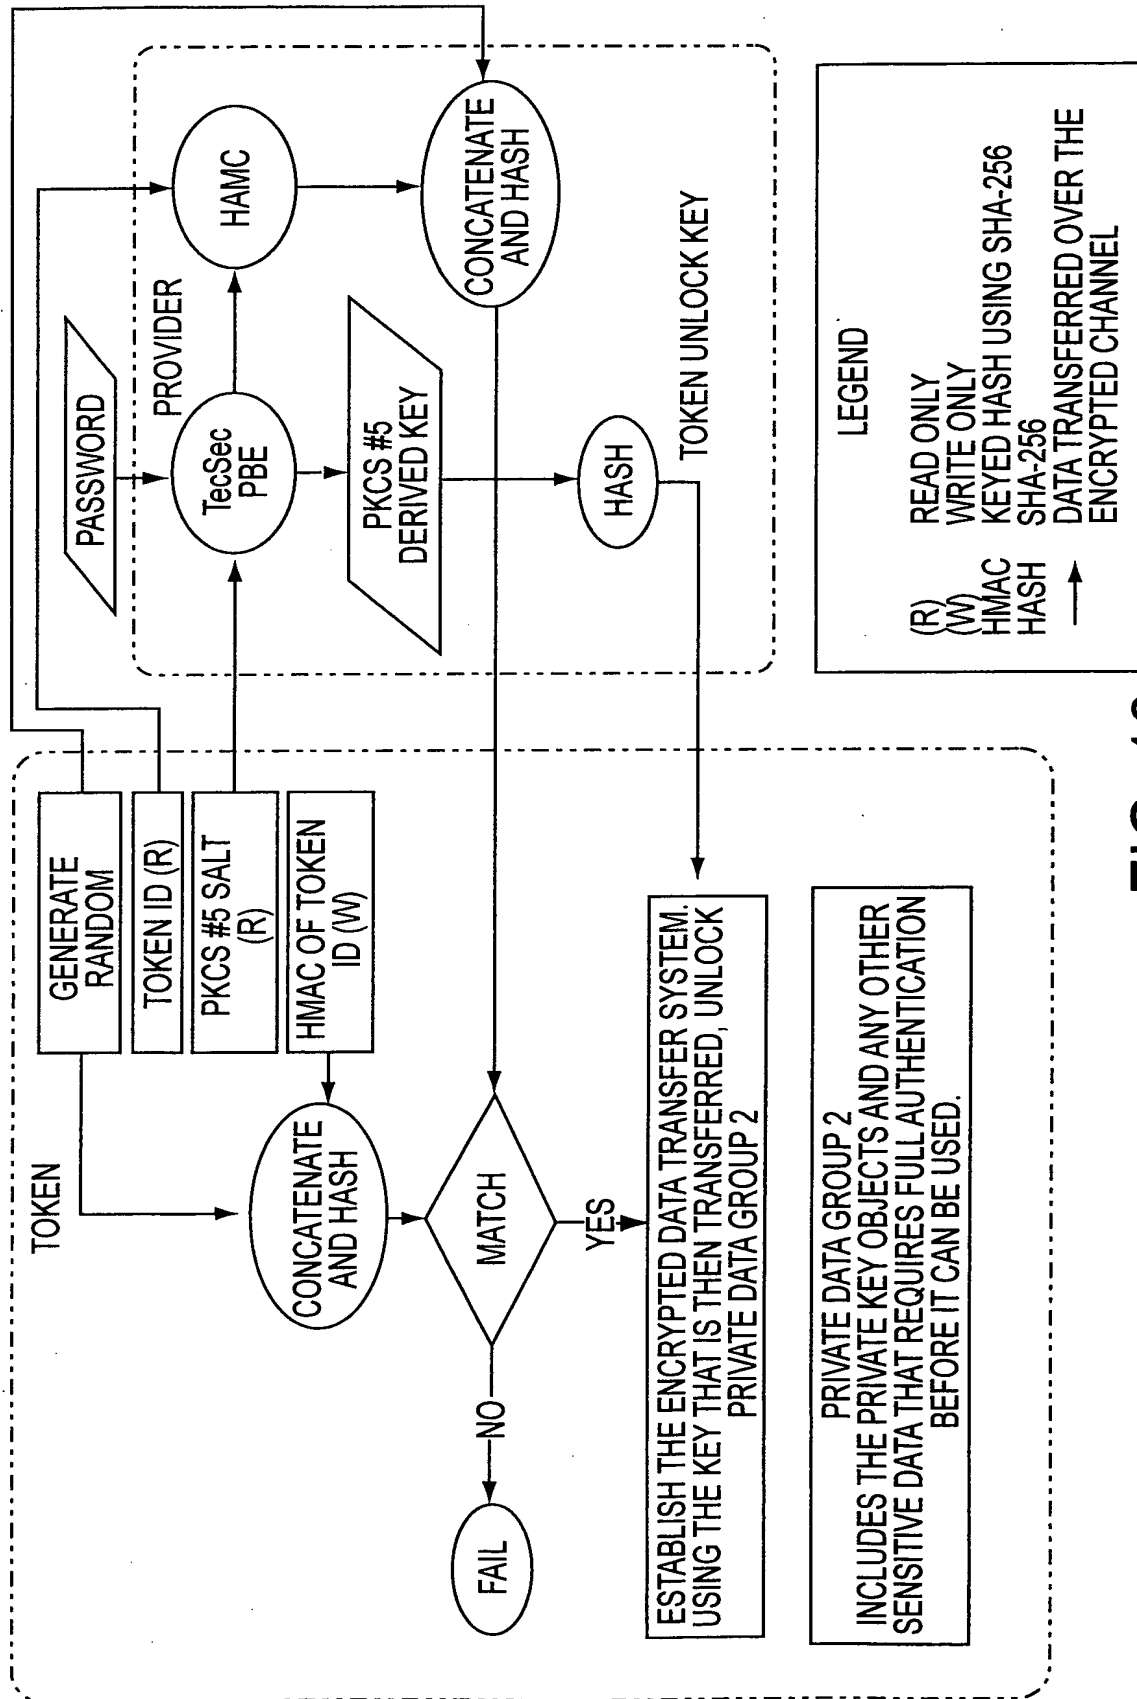 TOKEN
GENERATE
RANDOM
TOKEN ID (R)
PKCS #5 SALT
(R)
HMAC OF TOKEN
ID (W)
CONCATENATE
AND HASH
MATCH
NO
FAIL
YES
ESTABLISH THE ENCRYPTED DATA TRANSFER SYSTEM.
USING THE KEY THAT IS THEN TRANSFERRED, UNLOCK
PRIVATE DATA GROUP 2
PRIVATE DATA GROUP 2
INCLUDES THE PRIVATE KEY OBJECTS AND ANY OTHER
SENSITIVE DATA THAT REQUIRES FULL AUTHENTICATION
BEFORE IT CAN BE USED.
PASSWORD
PROVIDER
TecSec
PBE
HAMC
PKCS #5
DERIVED KEY
CONCATENATE
AND HASH
HASH
TOKEN UNLOCK KEY
LEGEND
(R) READ ONLY
(W) WRITE ONLY
HMAC KEYED HASH USING SHA-256
HASH SHA-256
DATA TRANSFERRED OVER THE
ENCRYPTED CHANNEL